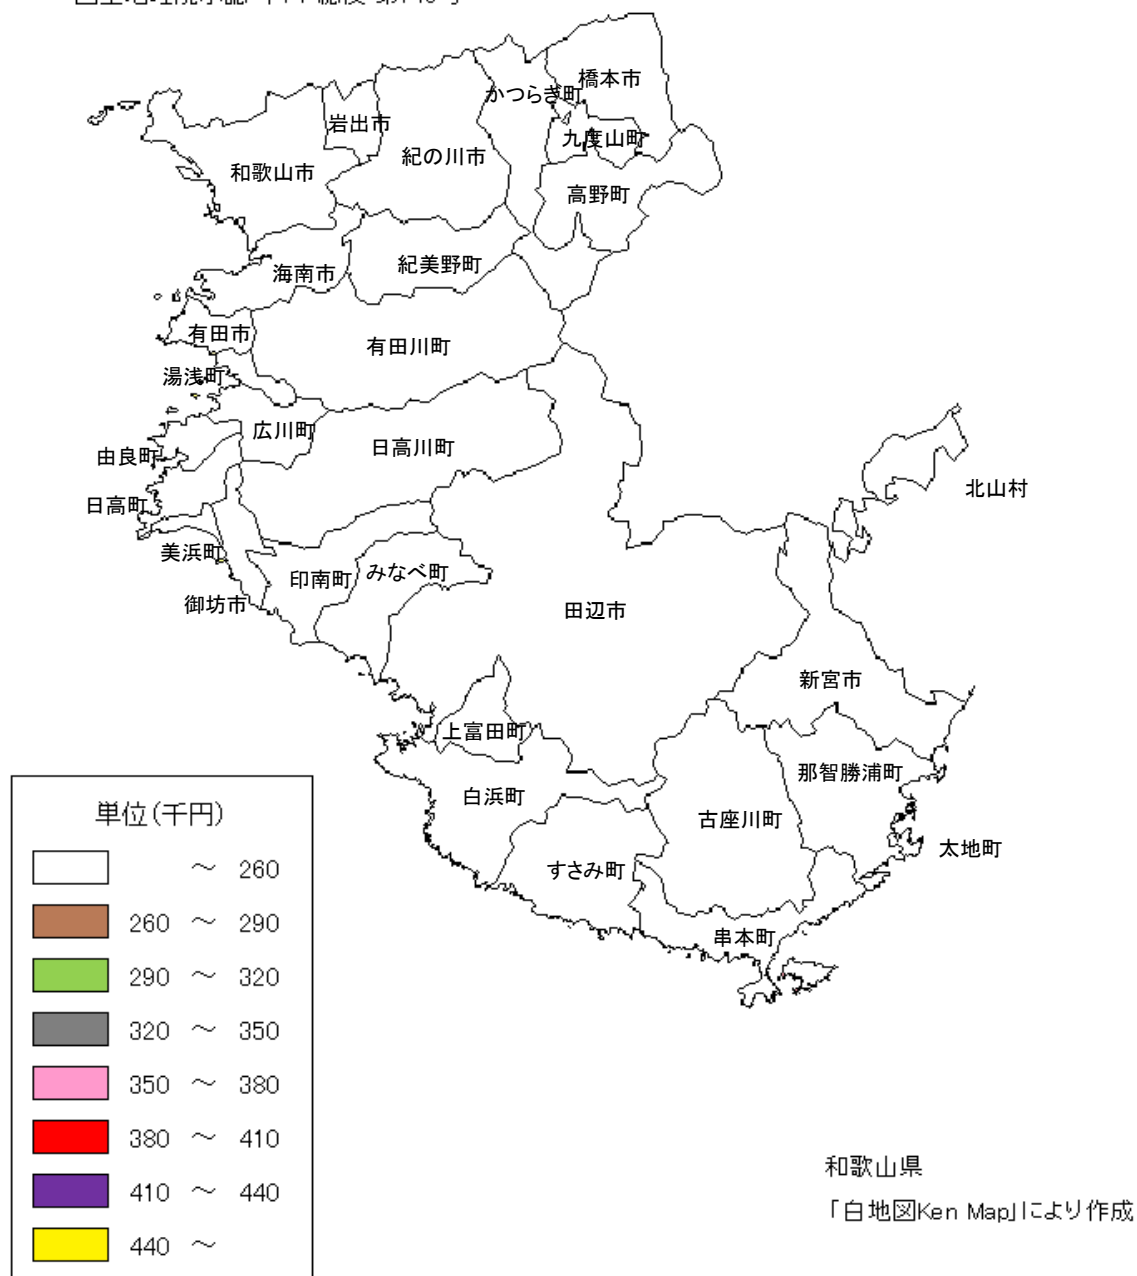 橋本市
かつらぎ町
岩出市
九度山町
紀の川市
和歌山市
高野町
紀美野町
海南市
有田市
有田川町
湯浅町
広川町
日高川町
由良町
北山村
日高町
美浜町
みなべ町
印南町
御坊市
田辺市
新宮市
上富田町
那智勝浦町
白浜町
古座川町
太地町
すさみ町
串本町
単位(千円)
～ 260
260 ～ 290
290 ～ 320
320 ～ 350
350 ～ 380
380 ～ 410
410 ～ 440
440 ～
和歌山県
「白地図Ken Map」により作成